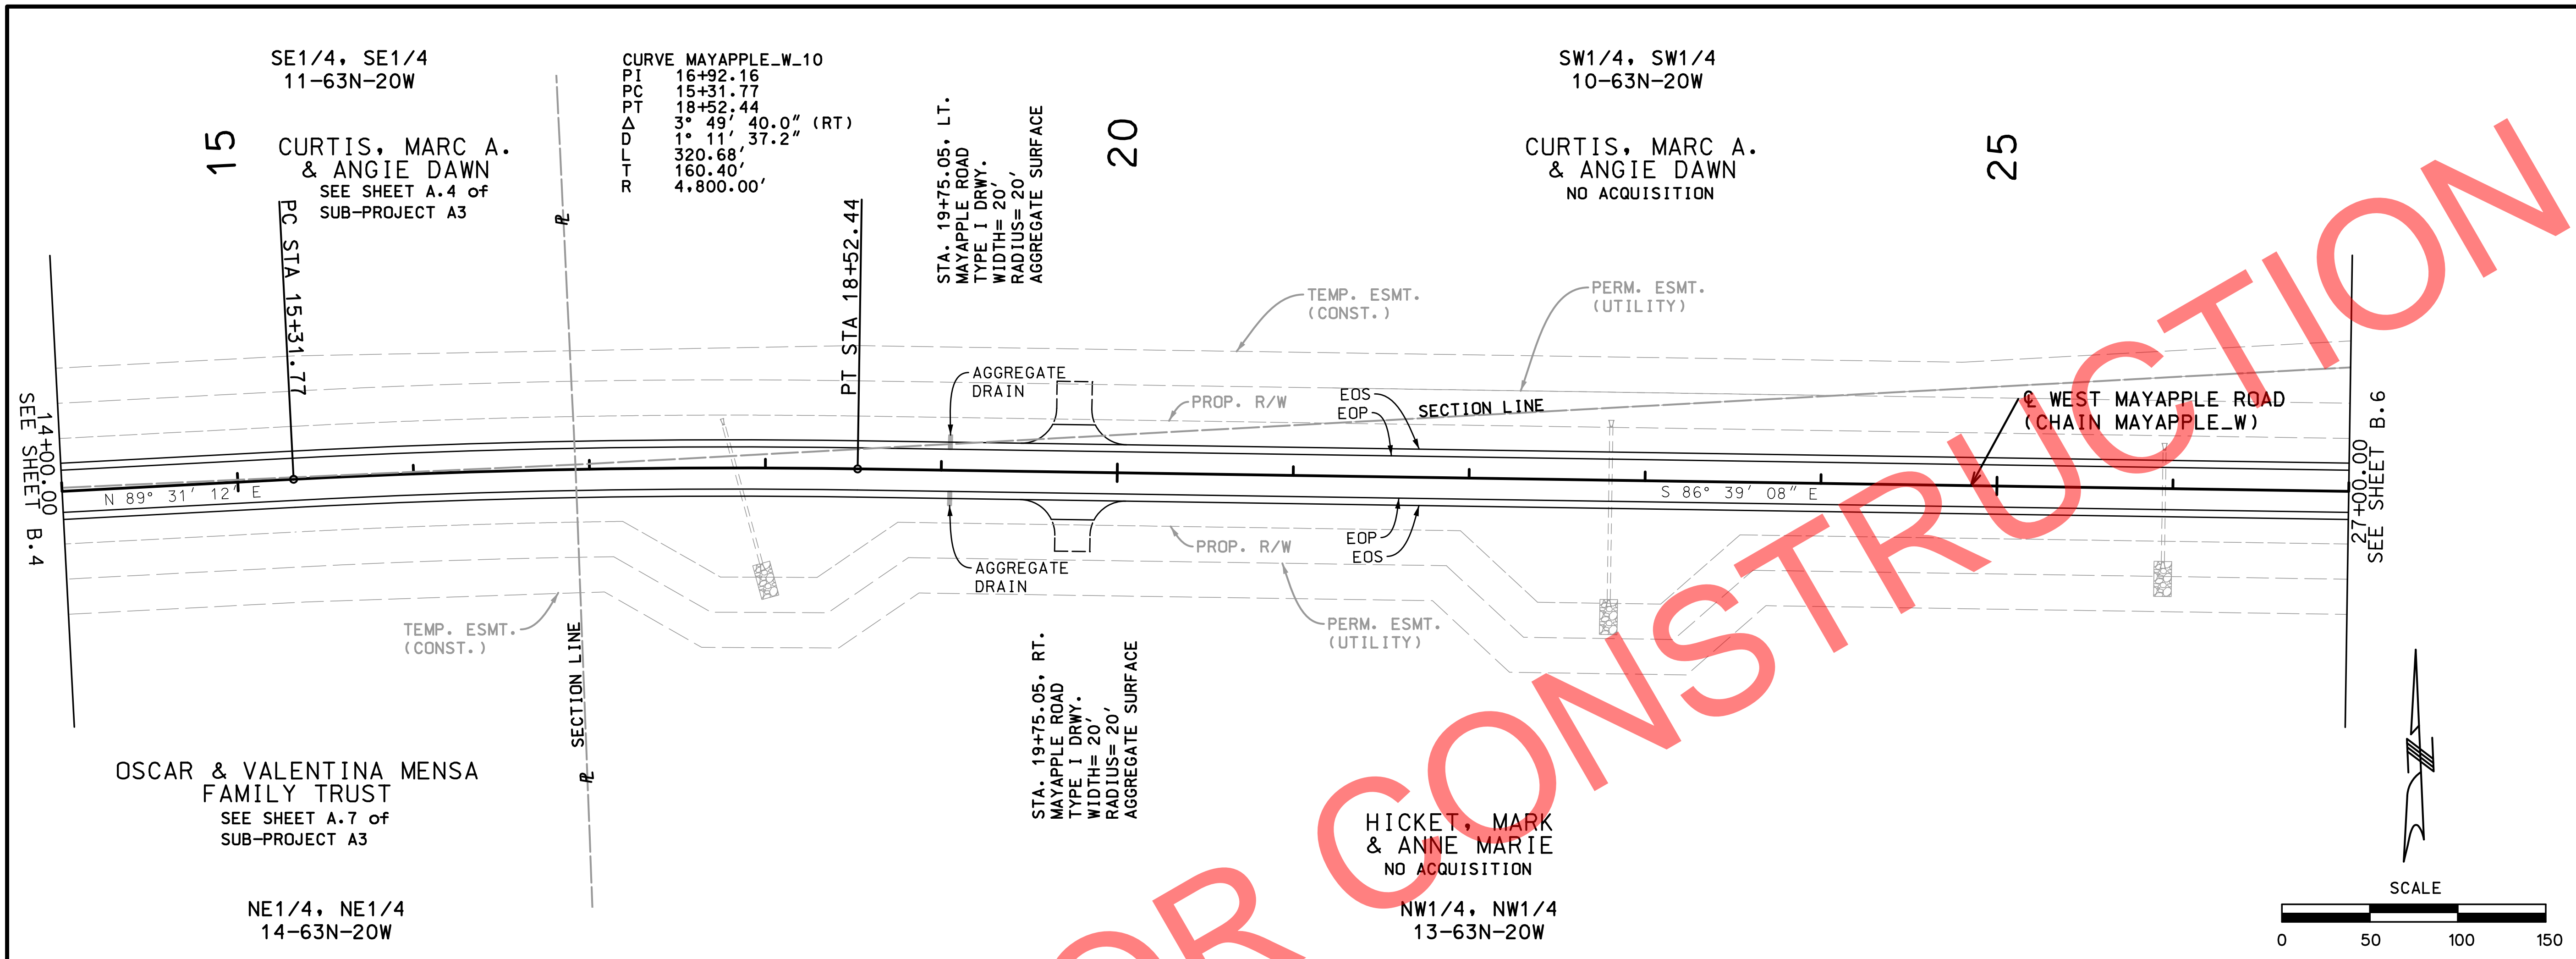 SE1/4, SE1/4
11-63N-20W
15
CURTIS, MARC A.
& ANGIE DAWN
SEE SHEET A.4 of
SUB-PROJECT A3
CURVE MAYAPPLE_W_10
PI 16+92.16
PC 15+31.77
PT 18+52.44
Δ 3° 49' 40.0" (RT)
D 1° 11' 37.2"
L 320.68'
T 160.40'
R 4,800.00'
STA. 19+75.05, LT.
MAYAPPLE ROAD
TYPE I DRWY.
WIDTH= 20'
RADIUS= 20'
AGGREGATE SURFACE
20
SW1/4, SW1/4
10-63N-20W
CURTIS, MARC A.
& ANGIE DAWN
NO ACQUISITION
25
PC STA 15+31.77
PL
PT STA 18+52.44
TEMP. ESMT.
(CONST.)
PERM. ESMT.
(UTILITY)
AGGREGATE
DRAIN
PROP. R/W
EOS
EOP
SECTION LINE
CL WEST MAYAPPLE ROAD
(CHAIN MAYAPPLE_W)
14+00.00
SEE SHEET B.4
N 89° 31' 12" E
S 86° 39' 08" E
27+00.00
SEE SHEET B.6
AGGREGATE
DRAIN
PROP. R/W
EOP
EOS
TEMP. ESMT.
(CONST.)
SECTION LINE
PERM. ESMT.
(UTILITY)
STA. 19+75.05, RT.
MAYAPPLE ROAD
TYPE I DRWY.
WIDTH= 20'
RADIUS= 20'
AGGREGATE SURFACE
PL
OSCAR & VALENTINA MENSA
FAMILY TRUST
SEE SHEET A.7 of
SUB-PROJECT A3
NE1/4, NE1/4
14-63N-20W
HICKET, MARK
& ANNE MARIE
NO ACQUISITION
NW1/4, NW1/4
13-63N-20W
N
SCALE
0 50 100 150
OR CONSTRUCTION